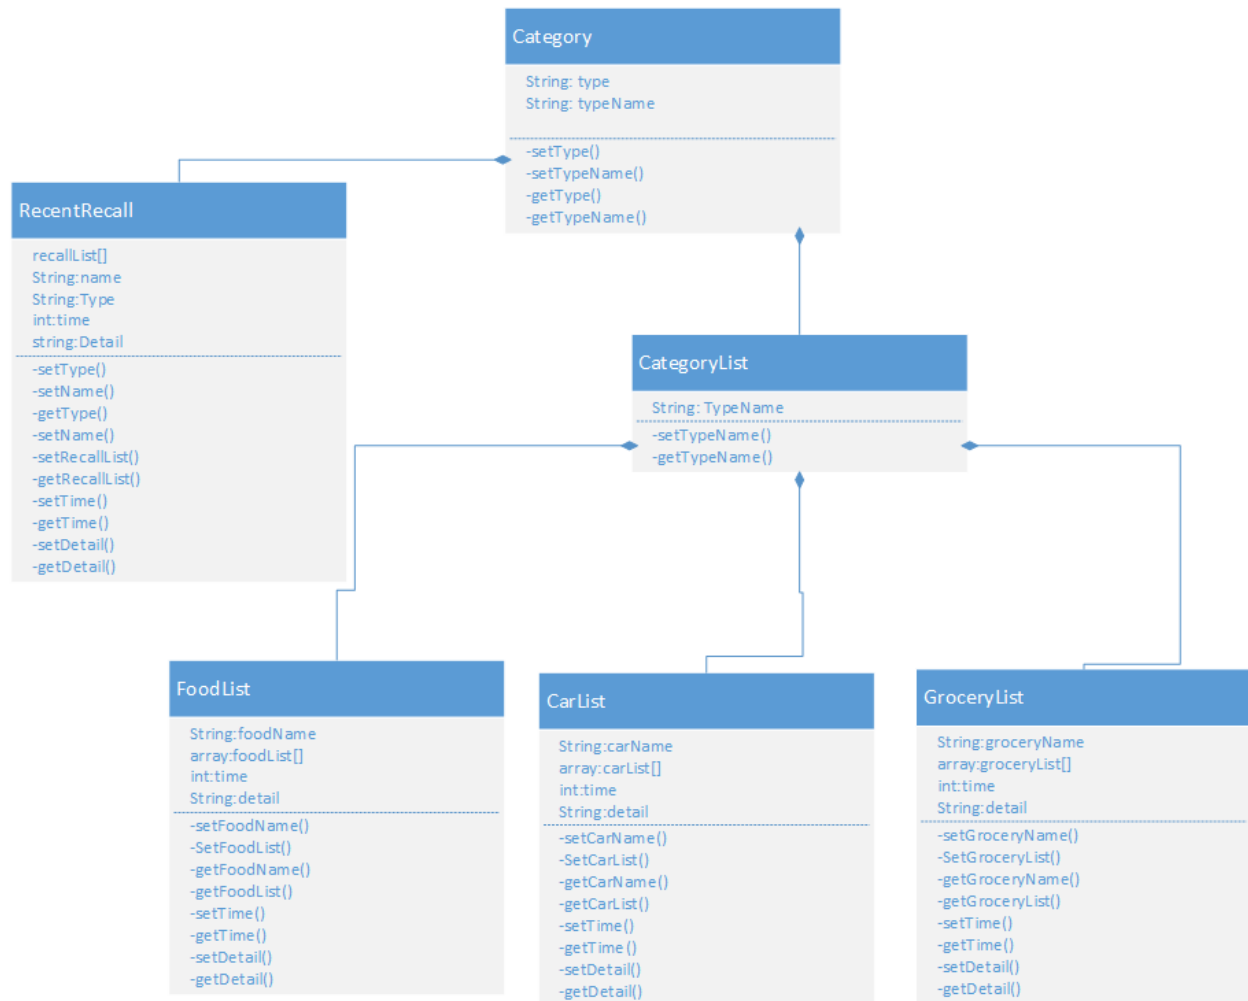 Category
String: type
String: typeName
-setType()
-setTypeName()
-getType()
-getTypeName()
RecentRecall
recallList[]
String:name
String:Type
int:time
string:Detail
-setType()
-setName()
-getType()
-setName()
-setRecallList()
-getRecallList()
-setTime()
-getTime()
-setDetail()
-getDetail()
CategoryList
String: TypeName
-setTypeName()
-getTypeName()
FoodList
String:foodName
array:foodList[]
int:time
String:detail
-setFoodName()
-SetFoodList()
-getFoodName()
-getFoodList()
-setTime()
-getTime()
-setDetail()
-getDetail()
CarList
String:carName
array:carList[]
int:time
String:detail
-setCarName()
-SetCarList()
-getCarName()
-getCarList()
-setTime()
-getTime()
-setDetail()
-getDetail()
GroceryList
String:groceryName
array:groceryList[]
int:time
String:detail
-setGroceryName()
-SetGroceryList()
-getGroceryName()
-getGroceryList()
-setTime()
-getTime()
-setDetail()
-getDetail()